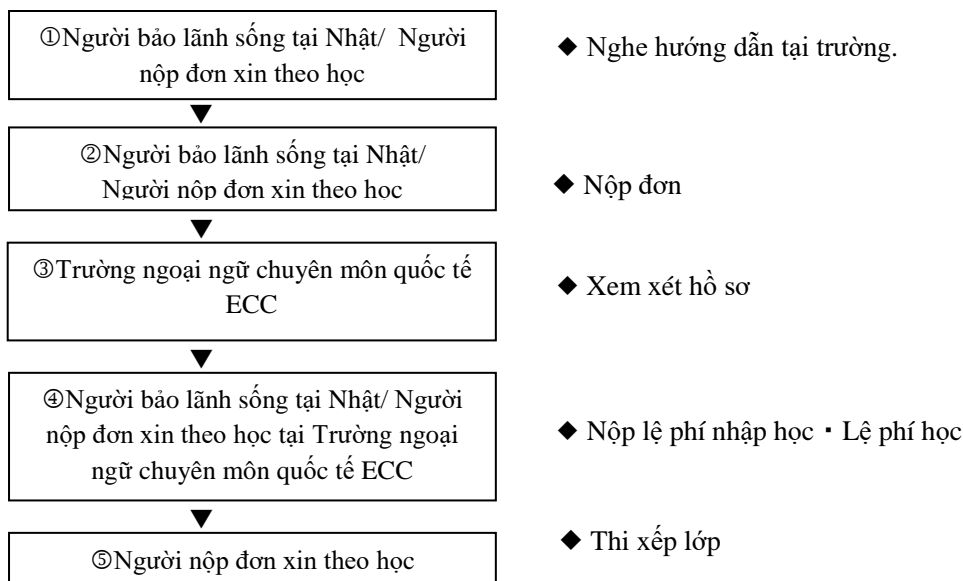 ①Người bảo lãnh sống tại Nhật/ Người
nộp đơn xin theo học
◆ Nghe hướng dẫn tại trường.
▼
②Người bảo lãnh sống tại Nhật/
Người nộp đơn xin theo học
◆ Nộp đơn
▼
③Trường ngoại ngữ chuyên môn quốc tế
ECC
◆ Xem xét hồ sơ
▼
④Người bảo lãnh sống tại Nhật/ Người
nộp đơn xin theo học tại Trường ngoại
ngữ chuyên môn quốc tế ECC
◆ Nộp lệ phí nhập học・Lệ phí học
▼
⑤Người nộp đơn xin theo học
◆ Thi xếp lớp